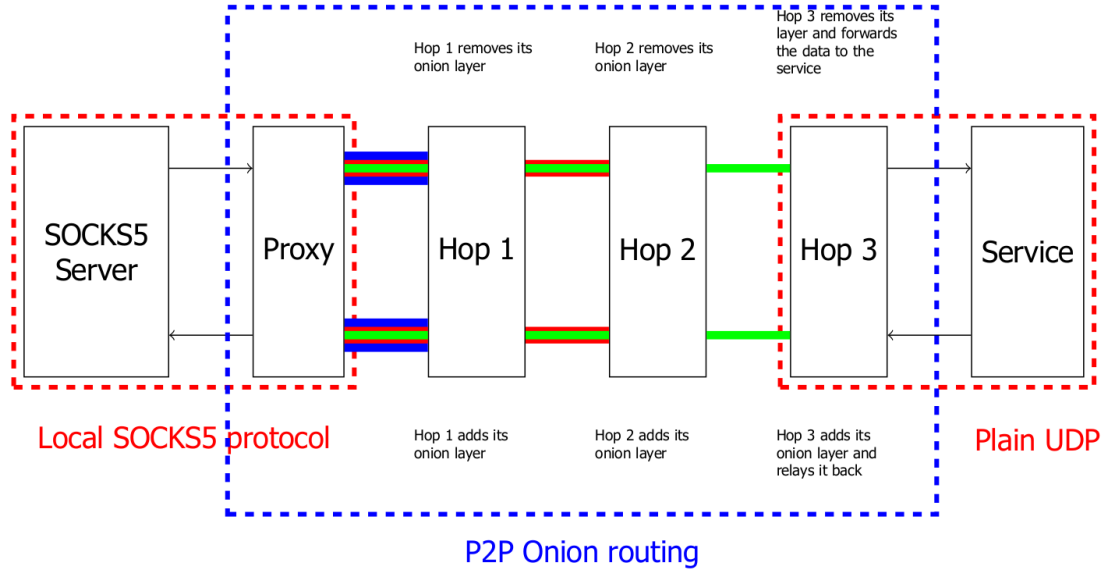 Hop 1 removes its
onion layer
Hop 2 removes its
onion layer
Hop 3 removes its
layer and forwards
the data to the
service
SOCKS5
Server
Proxy
Hop 1
Hop 2
Hop 3
Service
Local SOCKS5 protocol
Hop 1 adds its
onion layer
Hop 2 adds its
onion layer
Hop 3 adds its
onion layer and
relays it back
Plain UDP
P2P Onion routing